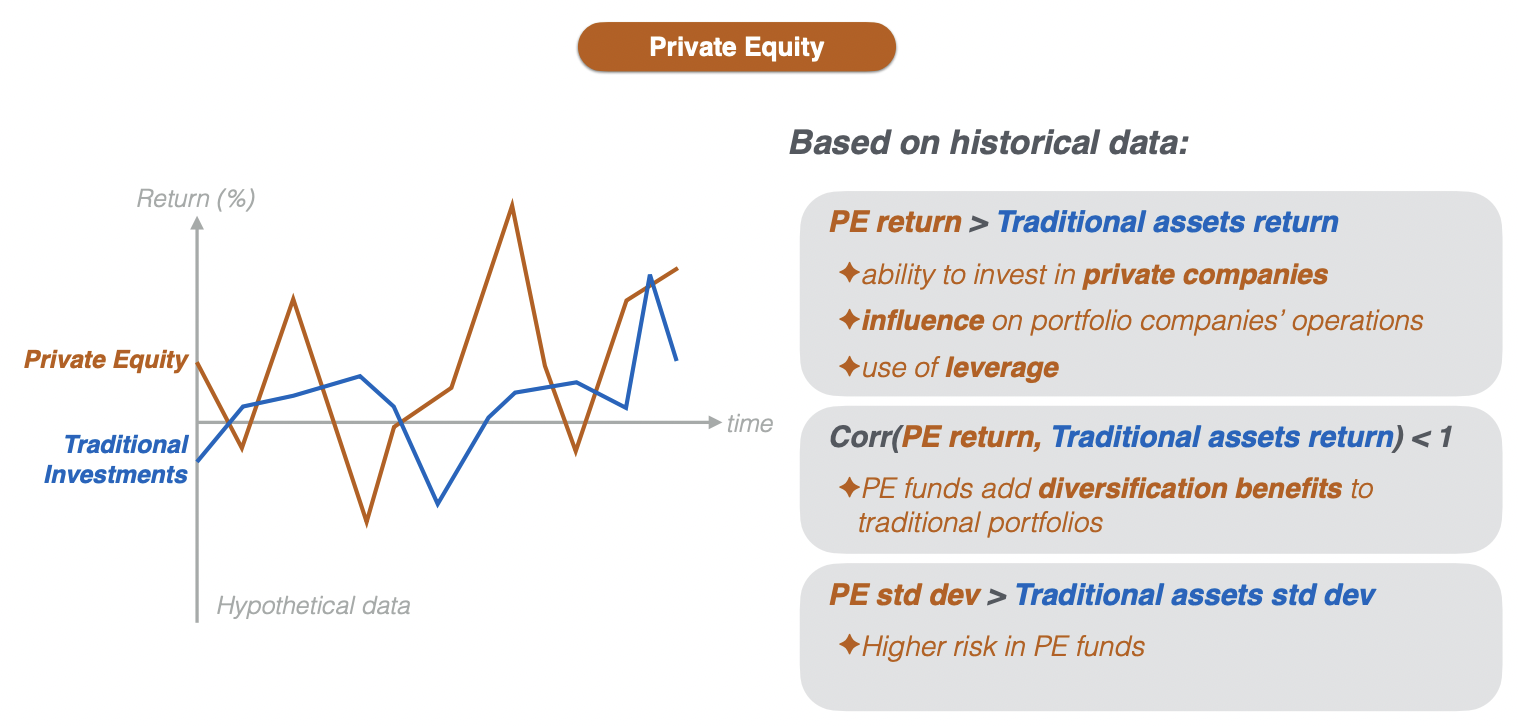 Private Equity
Based on historical data:
Return (%)
Private Equity
Traditional
Investments
time
Hypothetical data
PE return > Traditional assets return
✦ability to invest in private companies
✦influence on portfolio companies’ operations
✦use of leverage
Corr(PE return, Traditional assets return) < 1
✦PE funds add diversification benefits to
traditional portfolios
PE std dev > Traditional assets std dev
✦Higher risk in PE funds